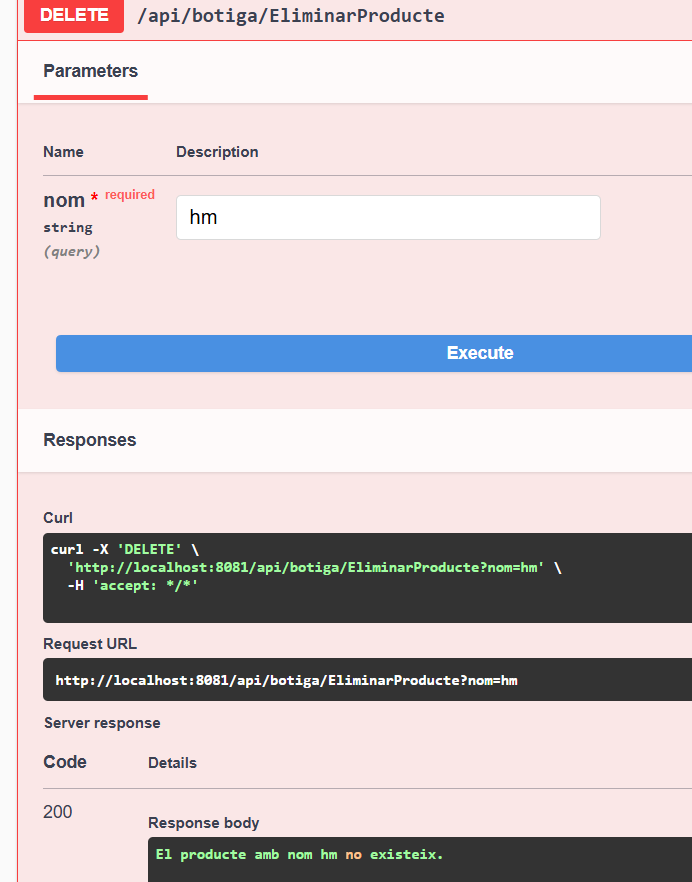 DELETE /api/botiga/EliminarProducte
Parameters
Name Description
nom * required
string
(query)
hm
Execute
Responses
Curl
curl -X 'DELETE' \
'http://localhost:8081/api/botiga/EliminarProducte?nom=hm' \
-H 'accept: */*'
Request URL
http://localhost:8081/api/botiga/EliminarProducte?nom=hm
Server response
Code Details
200
Response body
El producte amb nom hm no existeix.